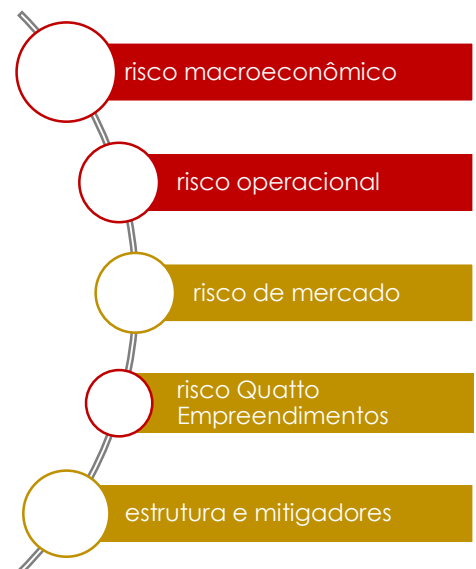 risco macroeconômico
risco operacional
risco de mercado
risco Quatto
Empreendimentos
estrutura e mitigadores